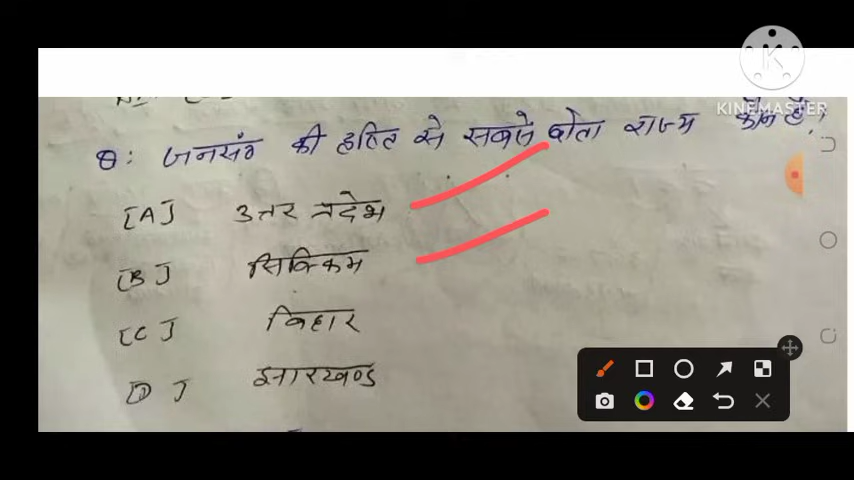 KINEMASTER
Q: जनसंख की दृष्टि से सबसे छोटा राज्य कौन है।
[A] उत्तर प्रदेश
[B] सिक्किम
[C] बिहार
[D] झारखण्ड